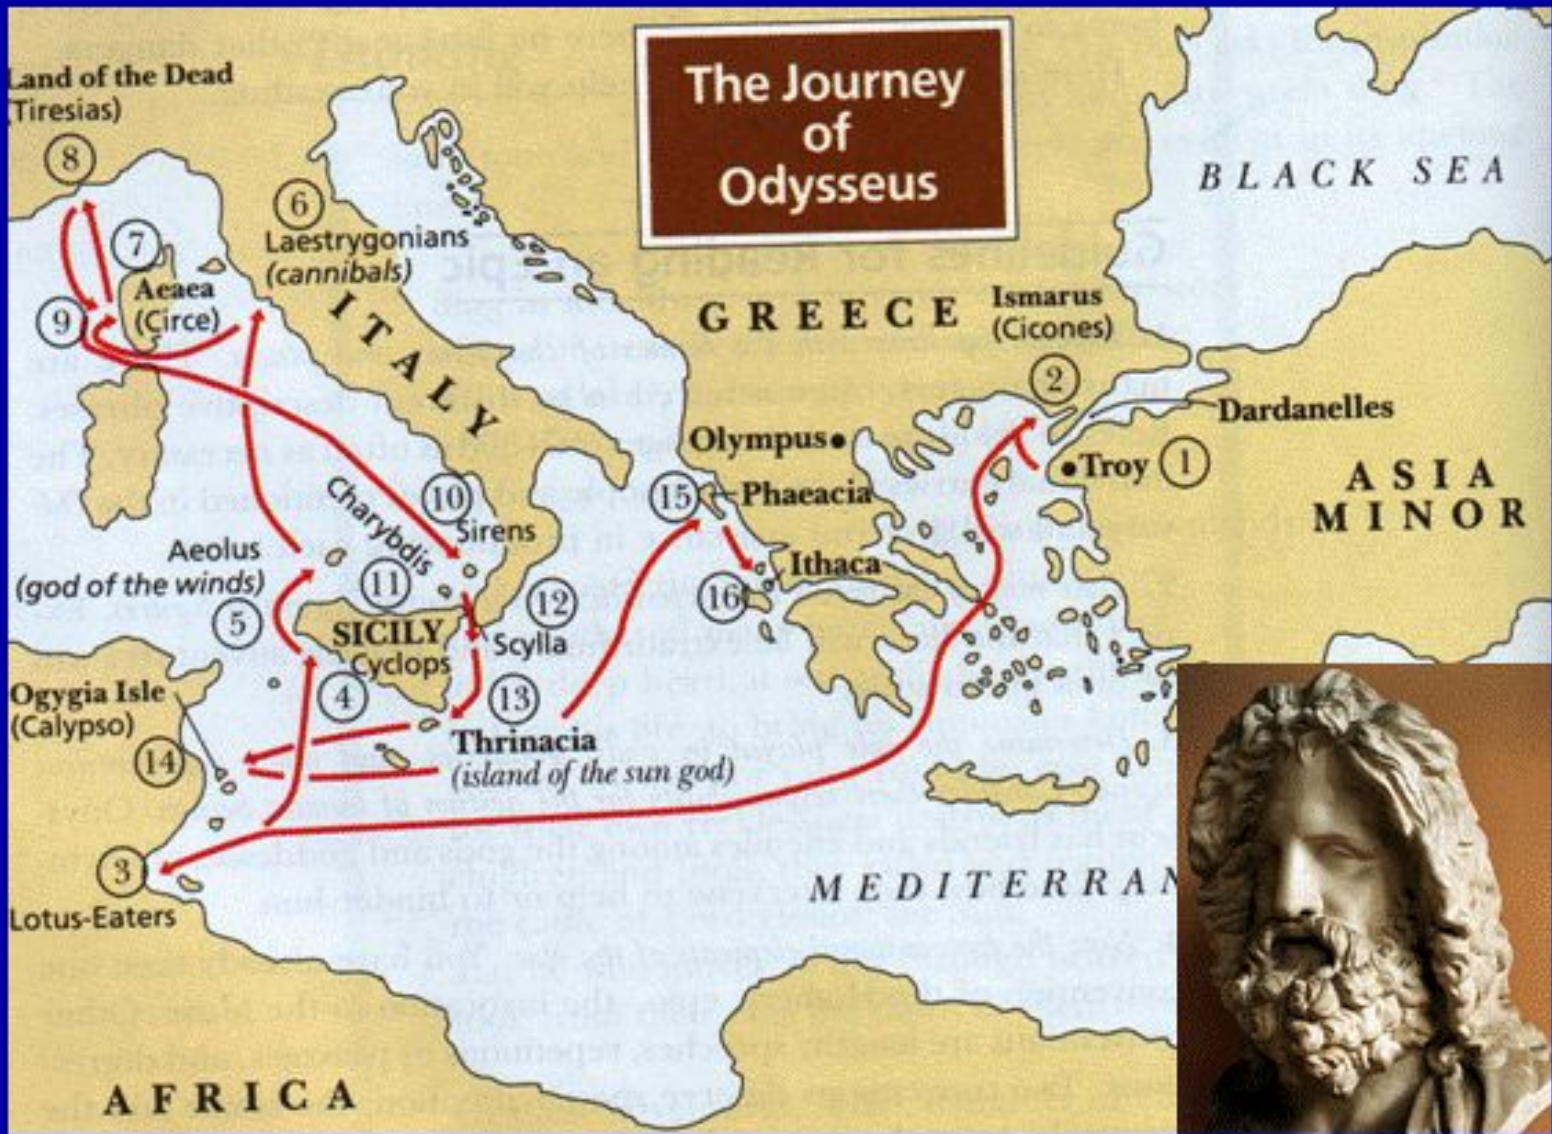 The Journey
of
Odysseus
Land of the Dead
(Tiresias)
8
7
Aeaea
(Circe)
9
6
Laestrygonians
(cannibals)
ITALY
BLACK SEA
GREECE
Ismarus
(Cicones)
2
Dardanelles
Olympus
Troy 1
ASIA
MINOR
15
Phaeacia
Ithaca
16
10
Sirens
Charybdis
11
12
Scylla
Aeolus
(god of the winds)
5
SICILY
Cyclops
4
13
Thrinacia
(island of the sun god)
Ogygia Isle
(Calypso)
14
3
Lotus-Eaters
MEDITERRAN
AFRICA